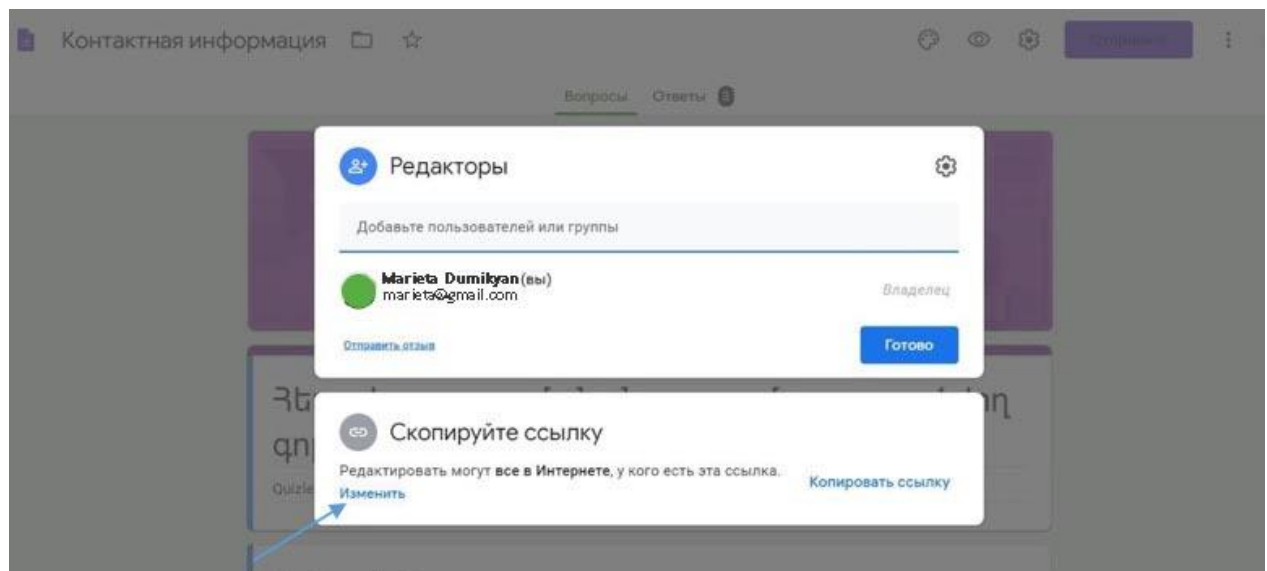 Контактная информация
Отправить
Вопросы Ответы
Редакторы
Добавьте пользователей или группы
Marieta Dumikyan (вы)
marieta@gmail.com
Владелец
Отправить отзыв
Готово
Скопируйте ссылку
Редактировать могут все в Интернете, у кого есть эта ссылка.
Изменить
Копировать ссылку